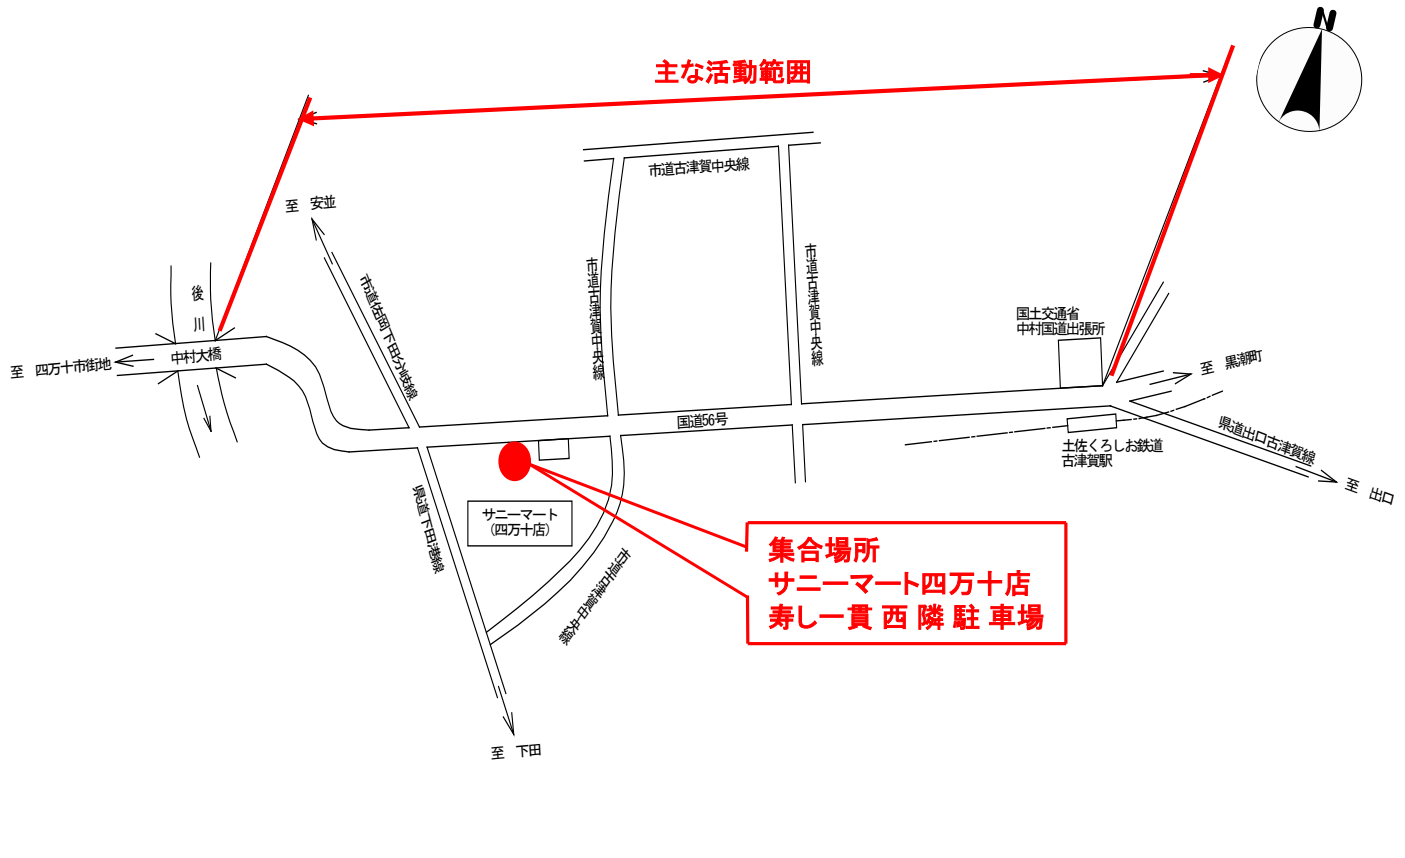 N
主な活動範囲
市道古津賀中央線
至 安並
市道古津賀中央線
市道古津賀中央線
市道佐岡下田分岐線
後
川
国土交通省
中村国道出張所
中村大橋
至 四万十市街地
至 黒潮町
国道56号
県道出口古津賀線
土佐くろしお鉄道
古津賀駅
至 出口
県道下田港線
サニーマート
（四万十店）
市道古津賀中央線
集合場所
サニーマート四万十店
寿し一貫 西 隣 駐 車場
至 下田